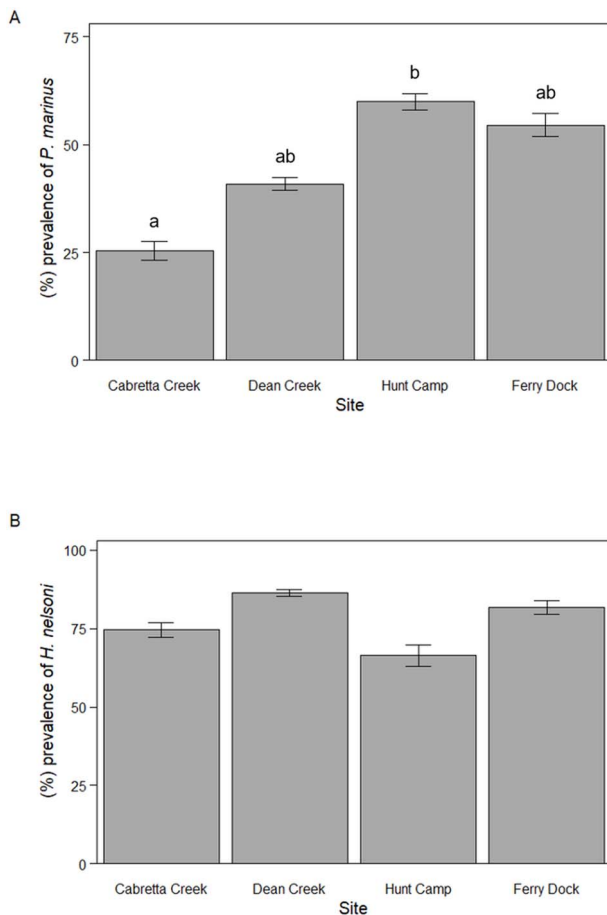 A
(%) prevalence of P. marinus
75
50
25
0
a
ab
b
ab
Cabretta Creek
Dean Creek
Hunt Camp
Ferry Dock
Site
B
(%) prevalence of H. nelsoni
100
75
50
25
0
Cabretta Creek
Dean Creek
Hunt Camp
Ferry Dock
Site